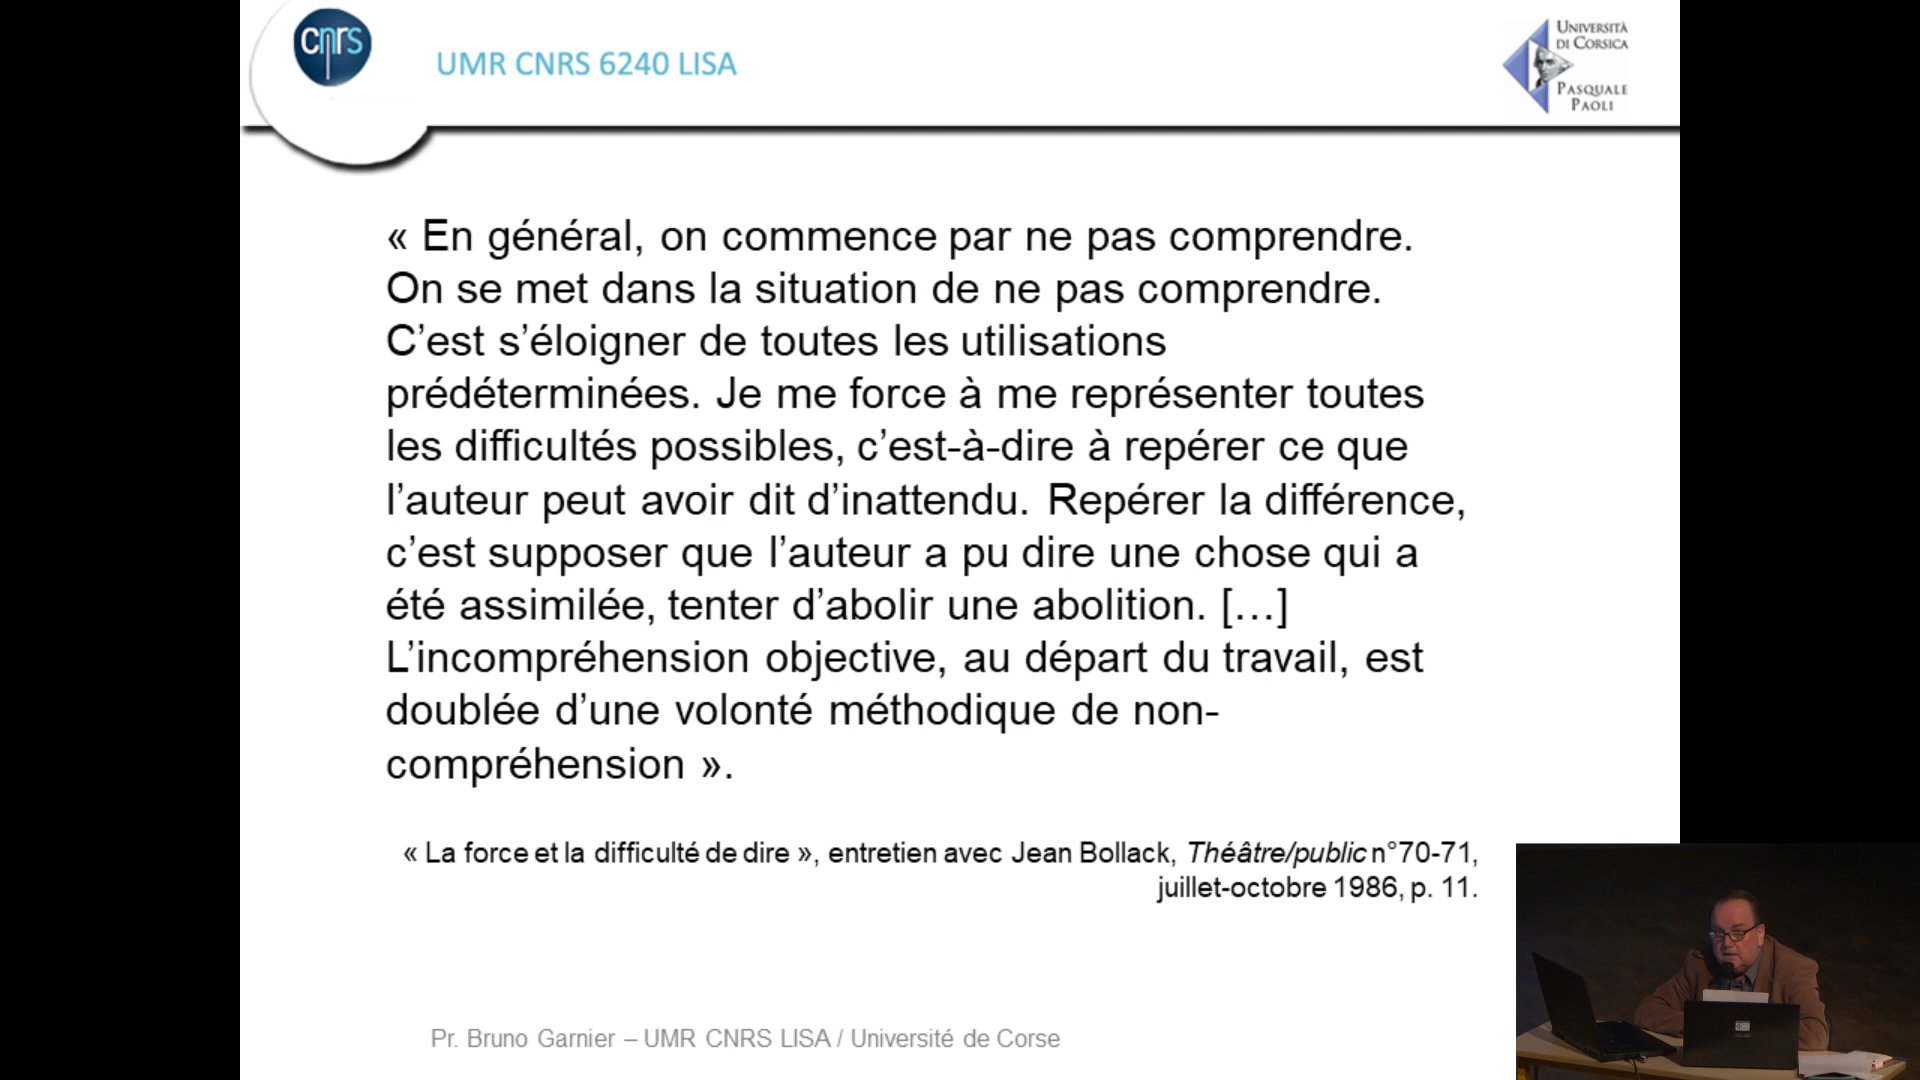 cnrs
UMR CNRS 6240 LISA
UNIVERSITÀ
DI CORSICA
PASQUALE
PAOLI
« En général, on commence par ne pas comprendre.
On se met dans la situation de ne pas comprendre.
C’est s’éloigner de toutes les utilisations
prédéterminées. Je me force à me représenter toutes
les difficultés possibles, c’est-à-dire à repérer ce que
l’auteur peut avoir dit d’inattendu. Repérer la différence,
c’est supposer que l’auteur a pu dire une chose qui a
été assimilée, tenter d’abolir une abolition. […]
L’incompréhension objective, au départ du travail, est
doublée d’une volonté méthodique de non-
compréhension ».
« La force et la difficulté de dire », entretien avec Jean Bollack, Théâtre/public n°70-71,
juillet-octobre 1986, p. 11.
Pr. Bruno Garnier – UMR CNRS LISA / Université de Corse